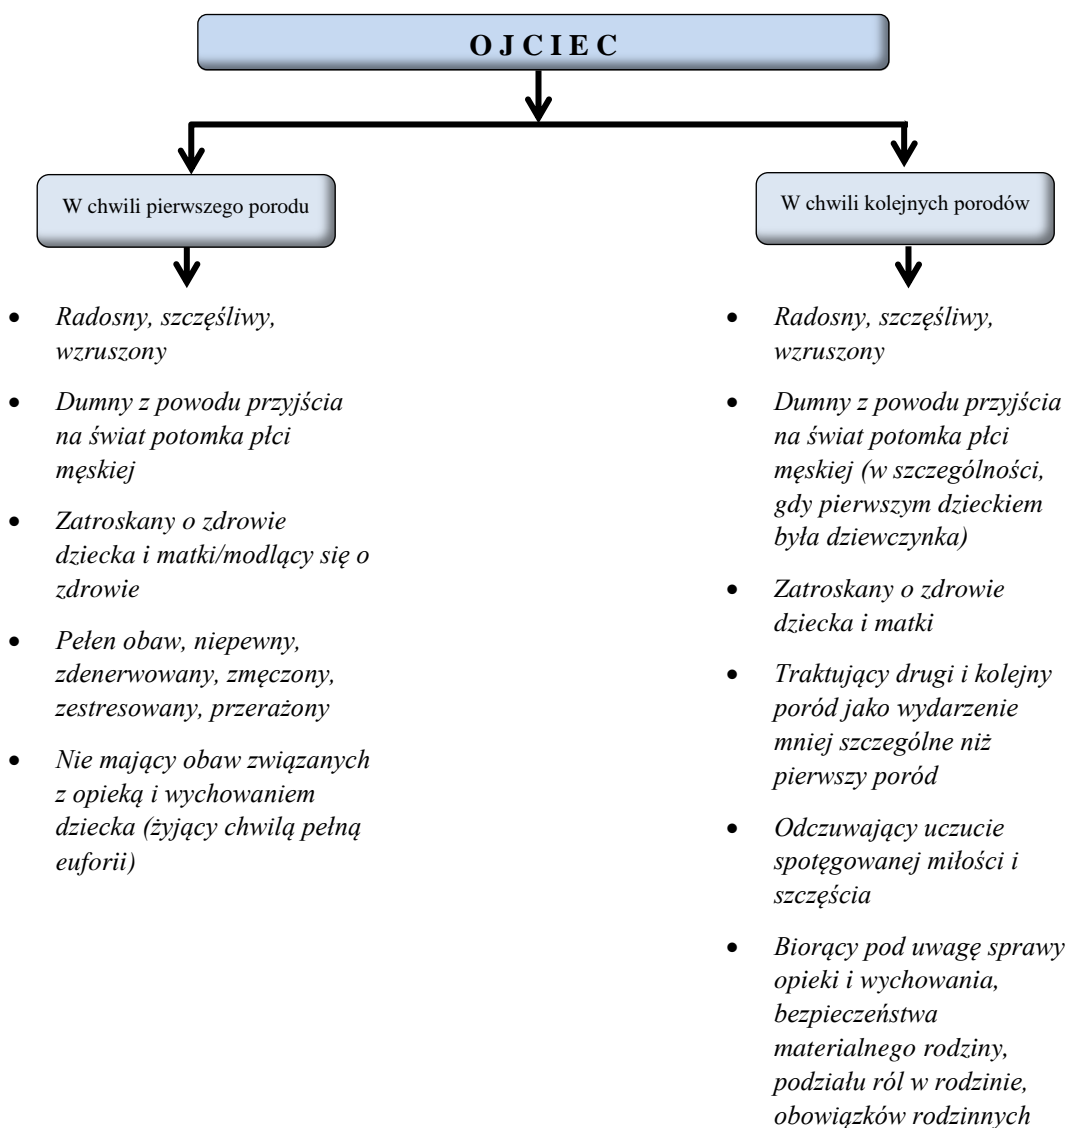 O J C I E C
W chwili pierwszego porodu
• Radosny, szczęśliwy,
wzruszony
• Dumny z powodu przyjścia
na świat potomka płci
męskiej
• Zatroskany o zdrowie
dziecka i matki/modlący się o
zdrowie
• Pełen obaw, niepewny,
zdenerwowany, zmęczony,
zestresowany, przerażony
• Nie mający obaw związanych
z opieką i wychowaniem
dziecka (żyjący chwilą pełną
euforii)
W chwili kolejnych porodów
• Radosny, szczęśliwy,
wzruszony
• Dumny z powodu przyjścia
na świat potomka płci
męskiej (w szczególności,
gdy pierwszym dzieckiem
była dziewczynka)
• Zatroskany o zdrowie
dziecka i matki
• Traktujący drugi i kolejny
poród jako wydarzenie
mniej szczególne niż
pierwszy poród
• Odczuwający uczucie
spotęgowanej miłości i
szczęścia
• Biorący pod uwagę sprawy
opieki i wychowania,
bezpieczeństwa
materialnego rodziny,
podziału ról w rodzinie,
obowiązków rodzinnych